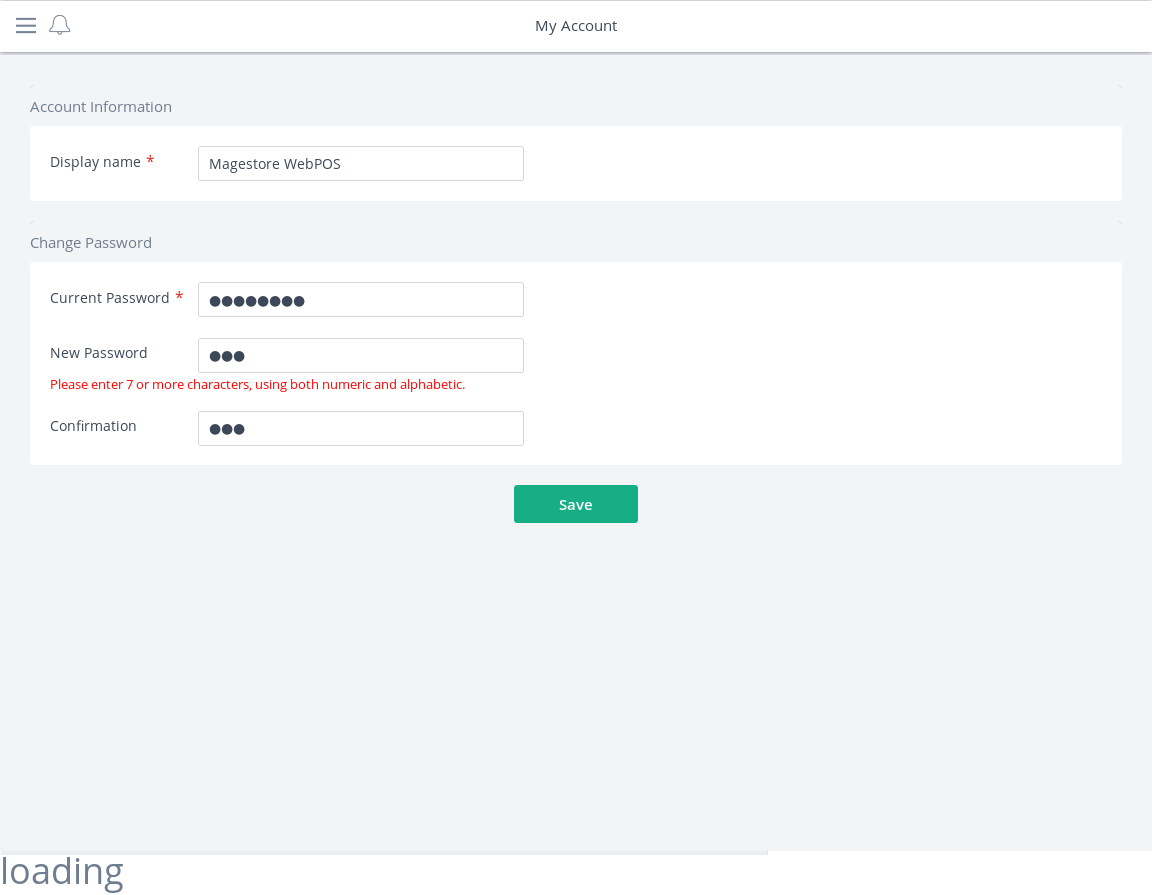 My Account
Account Information
Display name *
Magestore WebPOS
Change Password
Current Password *
●●●●●●●●
New Password
●●●
Please enter 7 or more characters, using both numeric and alphabetic.
Confirmation
●●●
Save
loading